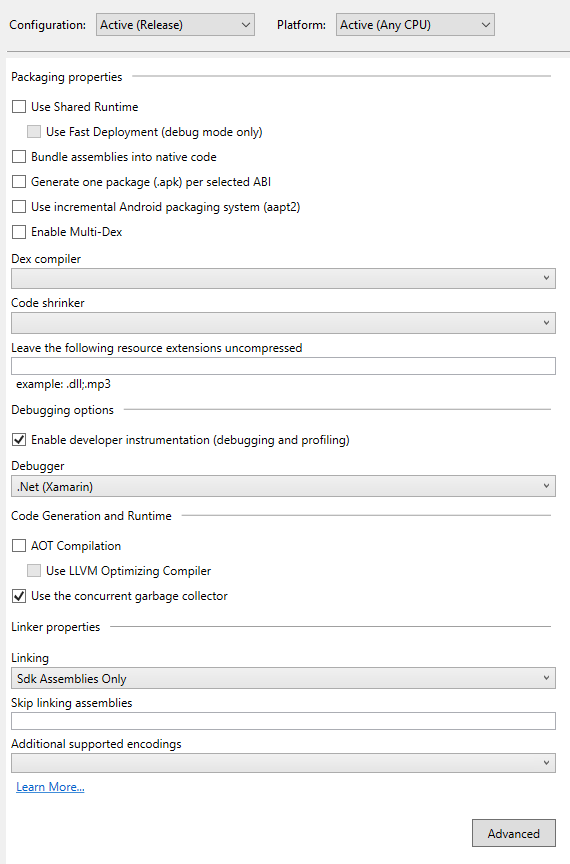 Configuration: Active (Release) Platform: Active (Any CPU)
Packaging properties
Use Shared Runtime
Use Fast Deployment (debug mode only)
Bundle assemblies into native code
Generate one package (.apk) per selected ABI
Use incremental Android packaging system (aapt2)
Enable Multi-Dex
Dex compiler
Code shrinker
Leave the following resource extensions uncompressed
example: .dll;.mp3
Debugging options
Enable developer instrumentation (debugging and profiling)
Debugger
.Net (Xamarin)
Code Generation and Runtime
AOT Compilation
Use LLVM Optimizing Compiler
Use the concurrent garbage collector
Linker properties
Linking
Sdk Assemblies Only
Skip linking assemblies
Additional supported encodings
Learn More...
Advanced